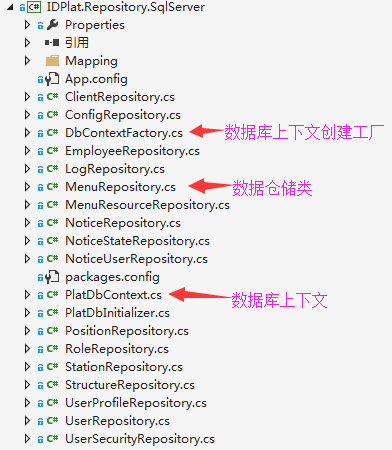 IDPlat.Repository.SqlServer
Properties
引用
Mapping
App.config
ClientRepository.cs
ConfigRepository.cs
DbContextFactory.cs 数据库上下文创建工厂
EmployeeRepository.cs
LogRepository.cs
MenuRepository.cs 数据仓储类
MenuResourceRepository.cs
NoticeRepository.cs
NoticeStateRepository.cs
NoticeUserRepository.cs
packages.config
PlatDbContext.cs 数据库上下文
PlatDbInitializer.cs
PositionRepository.cs
RoleRepository.cs
StationRepository.cs
StructureRepository.cs
UserProfileRepository.cs
UserRepository.cs
UserSecurityRepository.cs